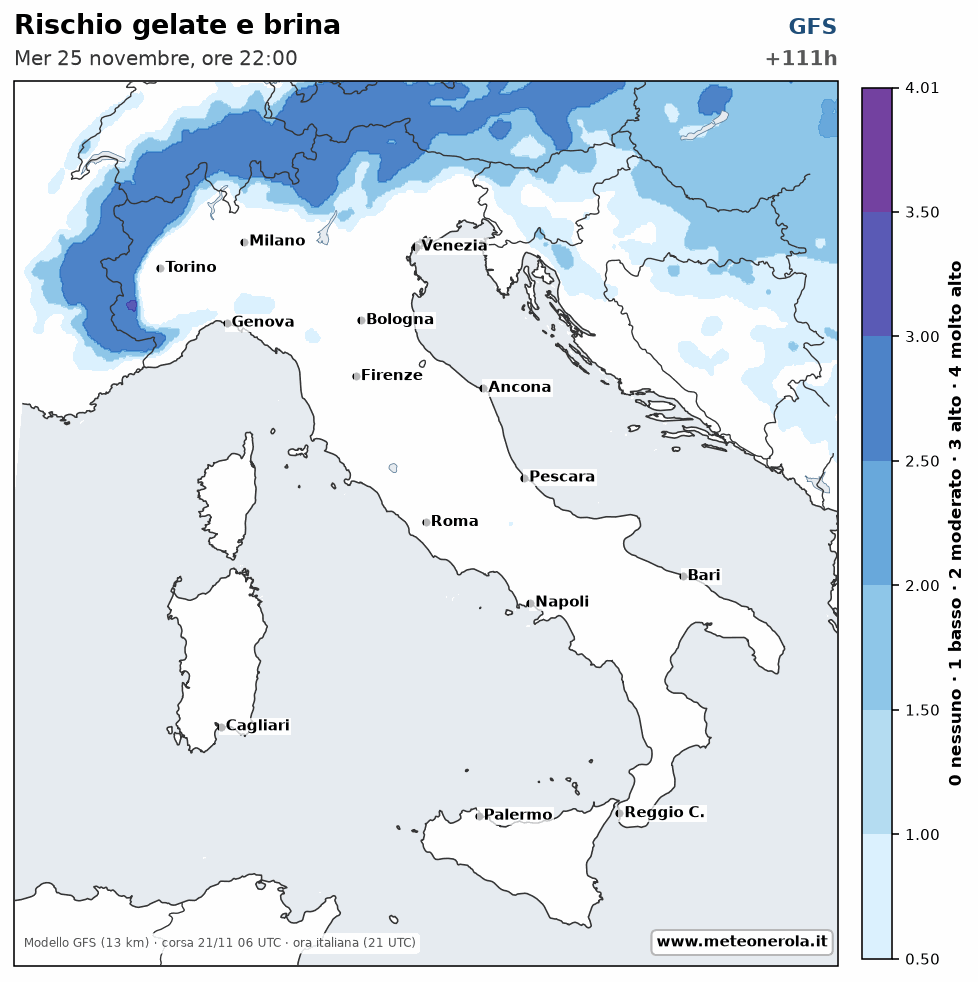 Rischio gelate e brina
GFS
Mer 25 novembre, ore 22:00
+111h
4.01
3.50
3.00
2.50
2.00
1.50
1.00
0.50
0 nessuno · 1 basso · 2 moderato · 3 alto · 4 molto alto
Milano
Venezia
Torino
Genova
Bologna
Firenze
Ancona
Pescara
Roma
Bari
Napoli
Cagliari
Palermo
Reggio C.
Modello GFS (13 km) · corsa 21/11 06 UTC · ora italiana (21 UTC)
www.meteonerola.it